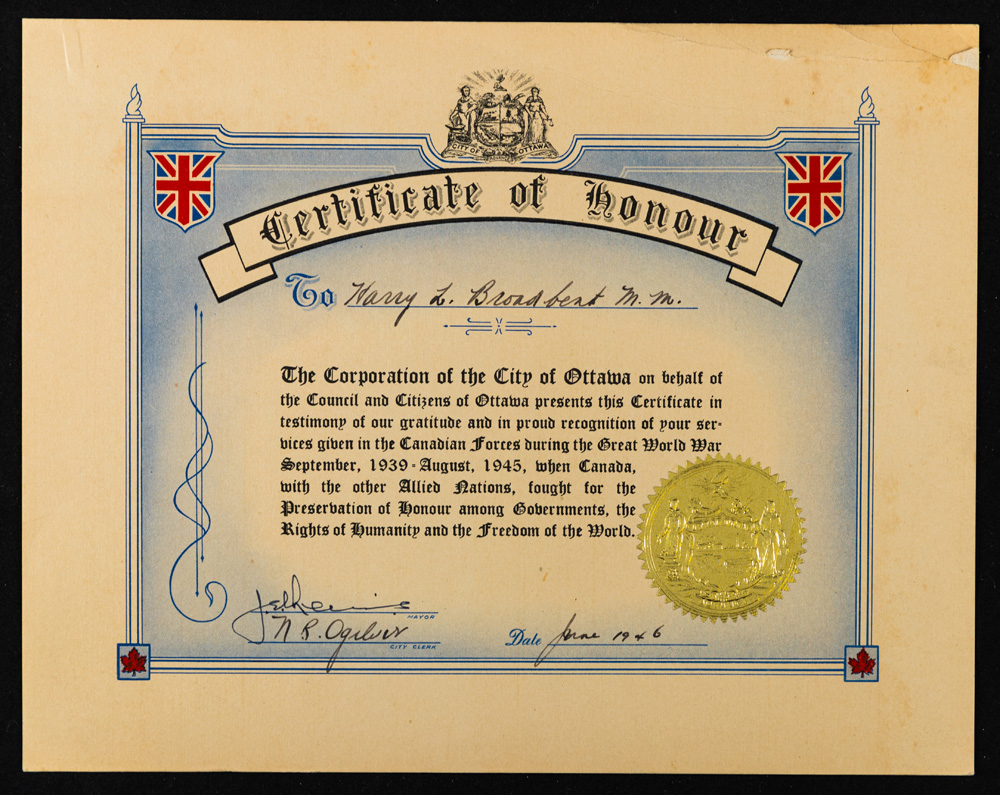 CITY OF OTTAWA
Certificate of Honour
To Harry L. Broadbent M.M.
The Corporation of the City of Ottawa on behalf of
the Council and Citizens of Ottawa presents this Certificate in
testimony of our gratitude and in proud recognition of your ser-
vices given in the Canadian Forces during the Great World War
September, 1939-August, 1945, when Canada,
with the other Allied Nations, fought for the
Preservation of Honour among Governments, the
Rights of Humanity and the Freedom of the World.
MAYOR
N R. Ogilvie
CITY CLERK
Date June 1946